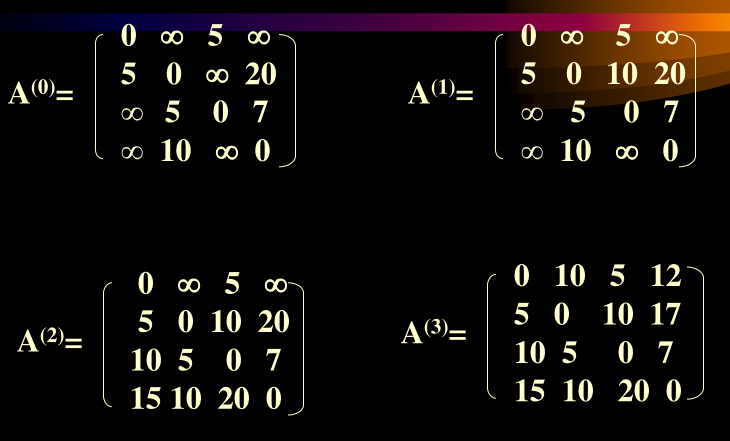 A(0)=
0 ∞ 5 ∞
5 0 ∞ 20
∞ 5 0 7
∞ 10 ∞ 0
A(1)=
0 ∞ 5 ∞
5 0 10 20
∞ 5 0 7
∞ 10 ∞ 0
A(2)=
0 ∞ 5 ∞
5 0 10 20
10 5 0 7
15 10 20 0
A(3)=
0 10 5 12
5 0 10 17
10 5 0 7
15 10 20 0